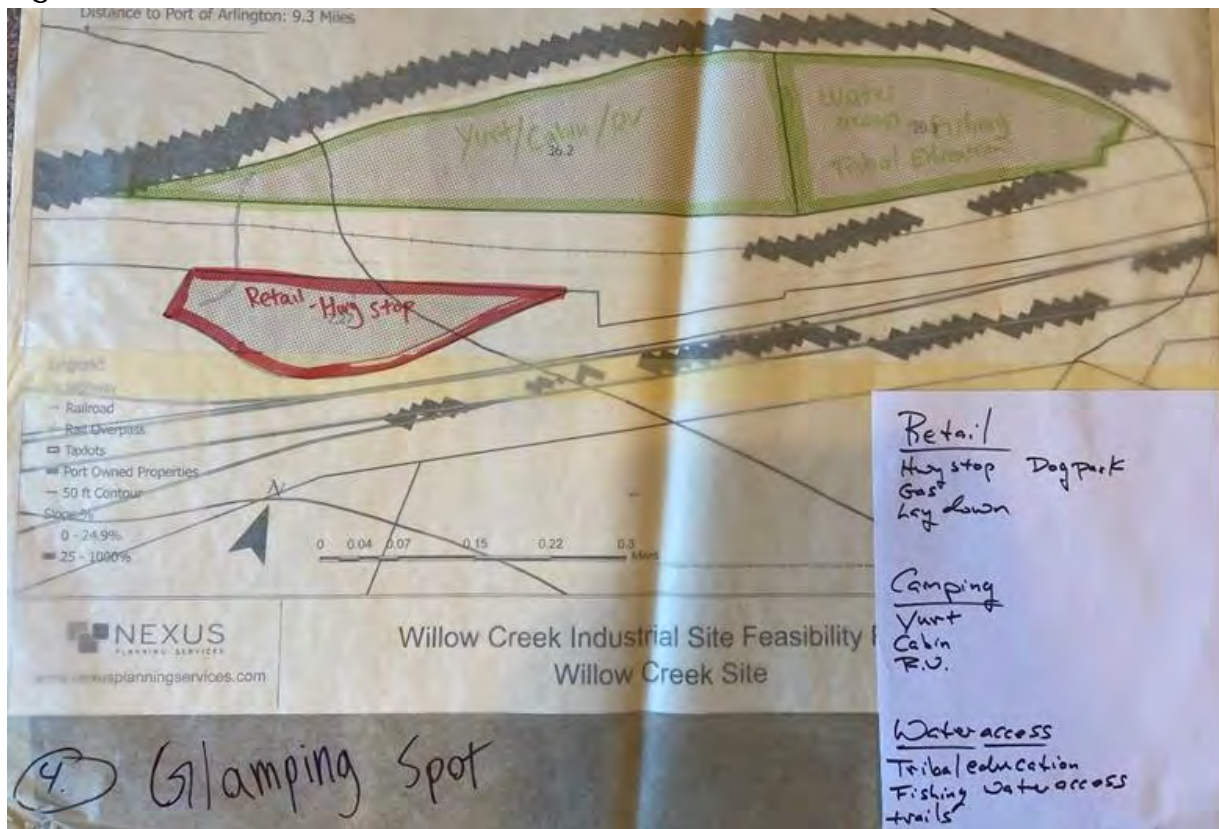 Distance to Port of Arlington: 9.3 Miles
Yurt/Cabin/RV
26.2
Water
access Fishing
Tribal Education
Retail - Hwy stop
Legend
Highway
Railroad
Rail Overpass
Taxlots
Port Owned Properties
50 ft Contour
Slope %
0 - 24.9%
25 - 1000%
N
0 0.04 0.07 0.15 0.22 0.3
Miles
NEXUS
PLANNING SERVICES
www.nexusplanningservices.com
Willow Creek Industrial Site Feasibility
Willow Creek Site
4. Glamping Spot
Retail
Hwy stop Dog park
Gas
Lay down
Camping
Yurt
Cabin
R.V.
Water access
Tribal education
Fishing water access
trails